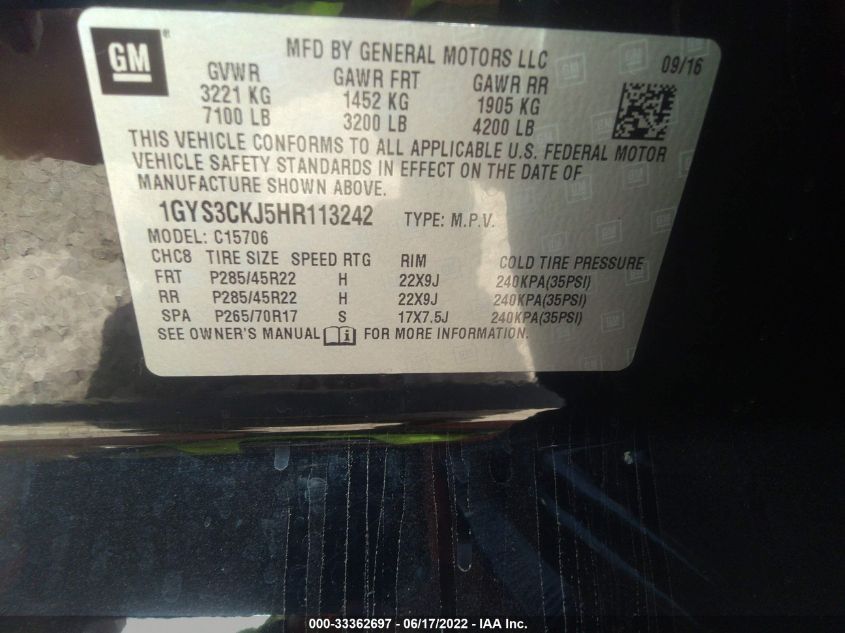 GM
MFD BY GENERAL MOTORS LLC
09/16
GVWR GAWR FRT GAWR RR
3221 KG 1452 KG 1905 KG
7100 LB 3200 LB 4200 LB
THIS VEHICLE CONFORMS TO ALL APPLICABLE U.S. FEDERAL MOTOR
VEHICLE SAFETY STANDARDS IN EFFECT ON THE DATE OF
MANUFACTURE SHOWN ABOVE.
1GYS3CKJ5HR113242 TYPE: M.P.V.
MODEL: C15706
CHC8 TIRE SIZE SPEED RTG RIM COLD TIRE PRESSURE
FRT P285/45R22 H 22X9J 240KPA(35PSI)
RR P285/45R22 H 22X9J 240KPA(35PSI)
SPA P265/70R17 S 17X7.5J 240KPA(35PSI)
SEE OWNER'S MANUAL FOR MORE INFORMATION.
000-33362697 - 06/17/2022 - IAA Inc.